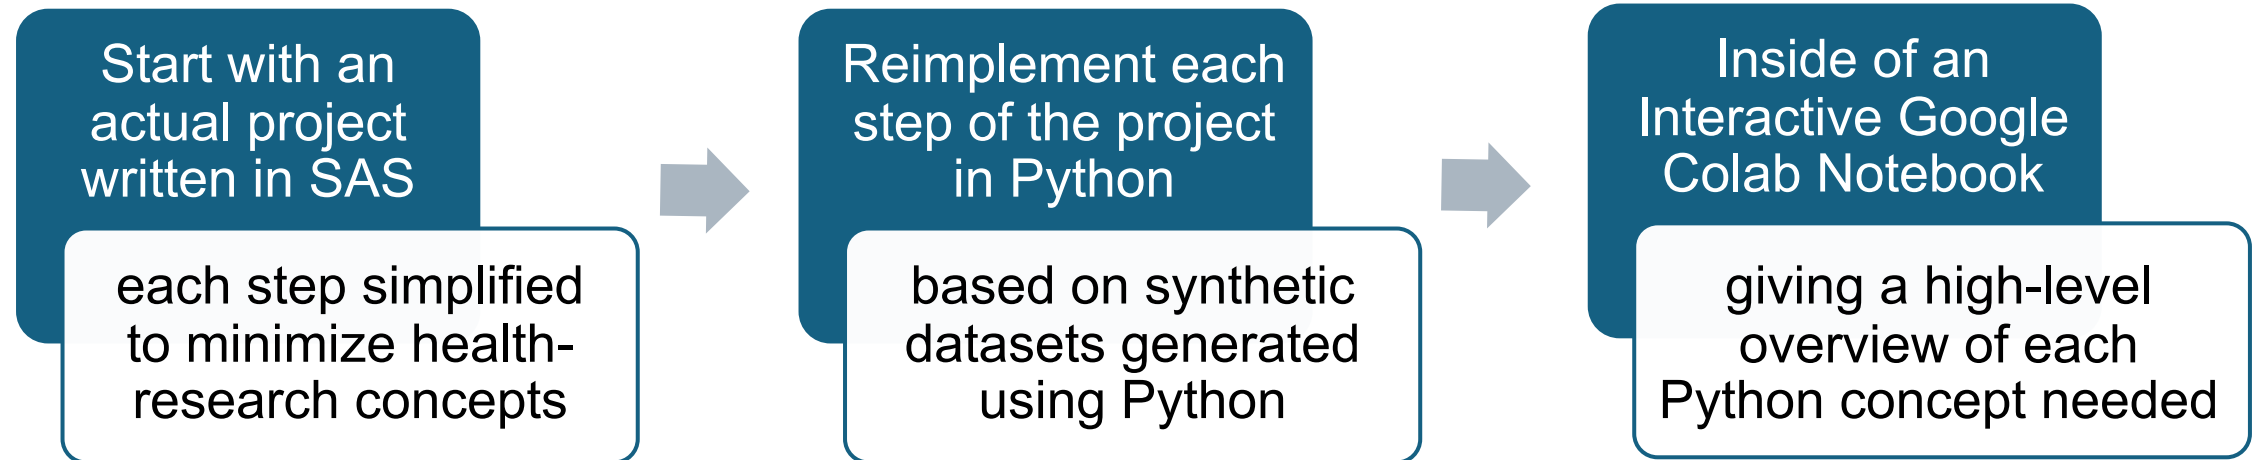 Start with an
actual project
written in SAS
each step simplified
to minimize health-
research concepts
Reimplement each
step of the project
in Python
based on synthetic
datasets generated
using Python
Inside of an
Interactive Google
Colab Notebook
giving a high-level
overview of each
Python concept needed